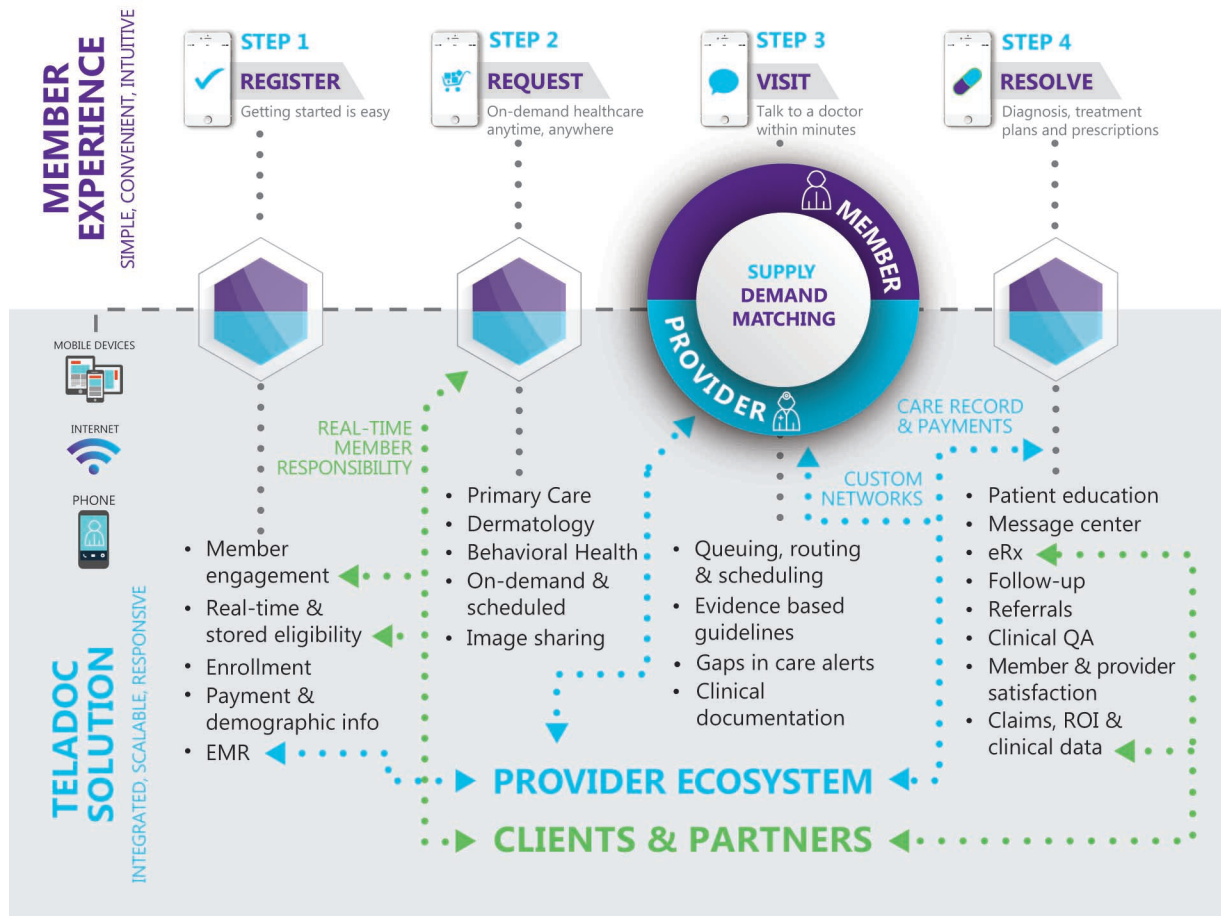 MEMBER
EXPERIENCE
SIMPLE, CONVENIENT, INTUITIVE
STEP 1
REGISTER
Getting started is easy
STEP 2
REQUEST
On-demand healthcare
anytime, anywhere
STEP 3
VISIT
Talk to a doctor
within minutes
STEP 4
RESOLVE
Diagnosis, treatment
plans and prescriptions
MEMBER
SUPPLY
DEMAND
MATCHING
PROVIDER
MOBILE DEVICES
INTERNET
PHONE
TELADOC
SOLUTION
INTEGRATED, SCALABLE, RESPONSIVE
REAL-TIME
MEMBER
RESPONSIBILITY
CARE RECORD
& PAYMENTS
CUSTOM
NETWORKS
• Member
engagement
• Real-time &
stored eligibility
• Enrollment
• Payment &
demographic info
• EMR
• Primary Care
• Dermatology
• Behavioral Health
• On-demand &
scheduled
• Image sharing
• Queuing, routing
& scheduling
• Evidence based
guidelines
• Gaps in care alerts
• Clinical
documentation
• Patient education
• Message center
• eRx
• Follow-up
• Referrals
• Clinical QA
• Member & provider
satisfaction
• Claims, ROI &
clinical data
PROVIDER ECOSYSTEM
CLIENTS & PARTNERS